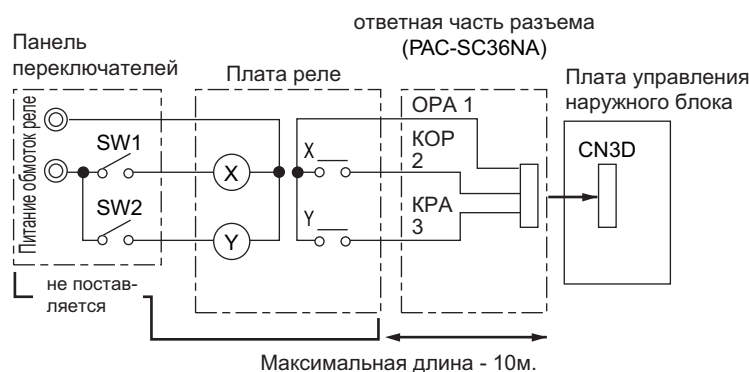 ответная часть разъема
(PAC-SC36NA)
Панель
переключателей
Плата реле
Плата управления
наружного блока
Питание обмоток реле
SW1
SW2
X
Y
X
Y
ОРА 1
КОР
2
КРА
3
CN3D
не постав-
ляется
Максимальная длина - 10м.